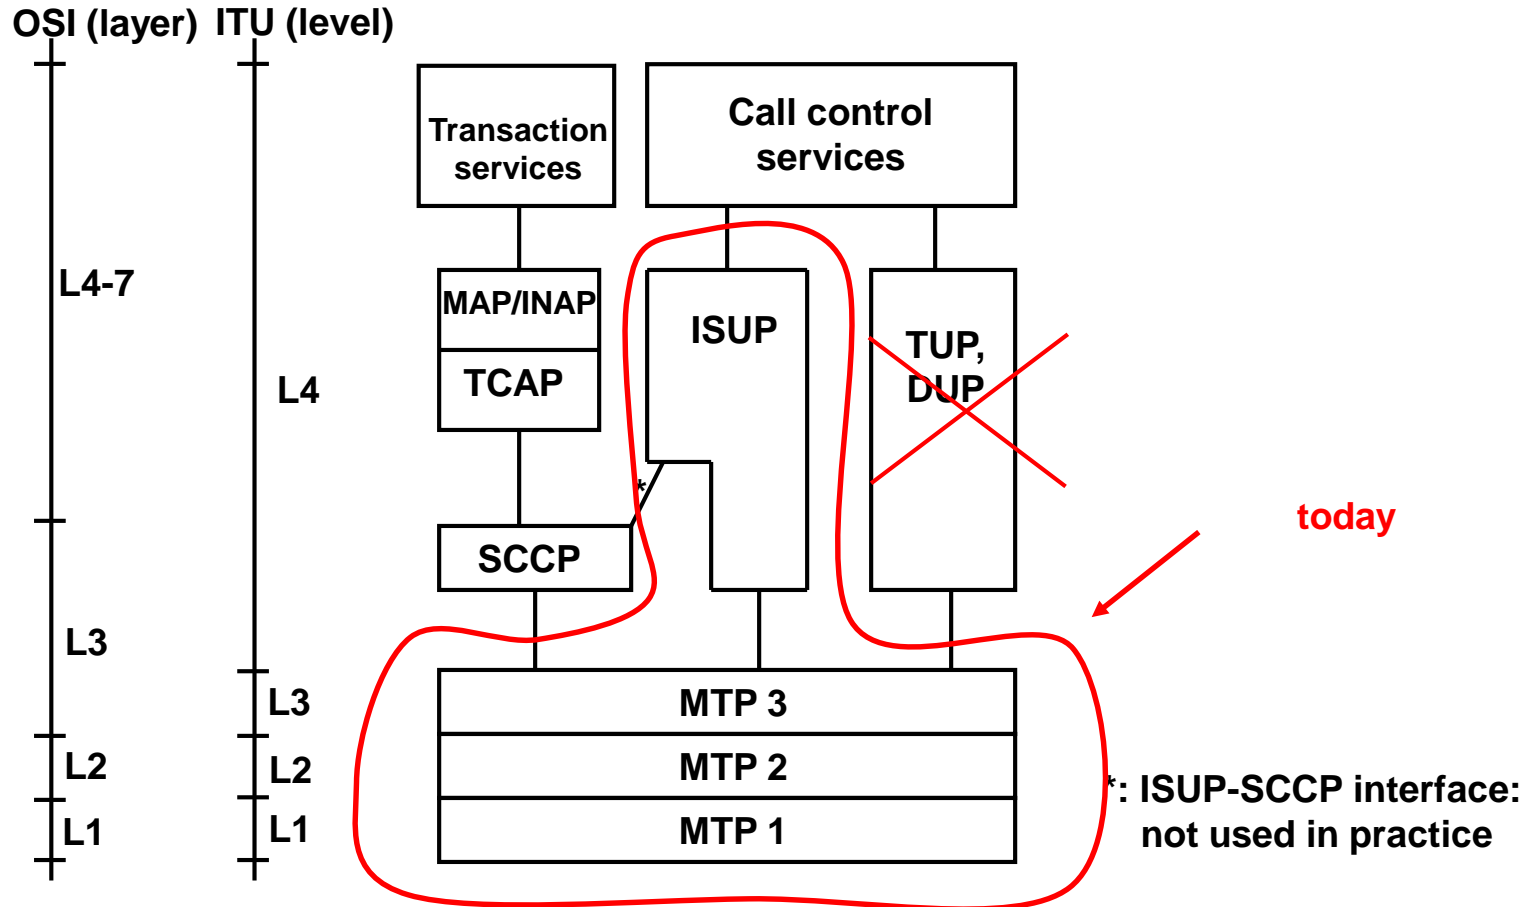 OSI (layer) ITU (level)
Transaction
services
Call control
services
L4-7
MAP/INAP
ISUP
TUP,
DUP
TCAP
L4
*
today
SCCP
L3
L3
MTP 3
L2
L2
MTP 2
*: ISUP-SCCP interface:
not used in practice
L1
L1
MTP 1